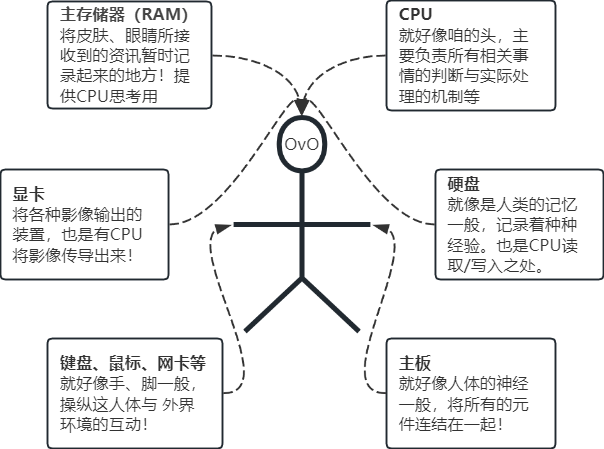 主存储器（RAM）
将皮肤、眼睛所接
收到的资讯暂时记
录起来的地方！提
供CPU思考用
CPU
就好像咱的头，主
要负责所有相关事
情的判断与实际处
理的机制等
OvO
显卡
将各种影像输出的
装置，也是有CPU
将影像传导出来！
硬盘
就像是人类的记忆
一般，记录着种种
经验。也是CPU读
取/写入之处。
键盘、鼠标、网卡等
就好像手、脚一般，
操纵这人体与 外界
环境的互动！
主板
就好像人体的神经
一般，将所有的元
件连结在一起！